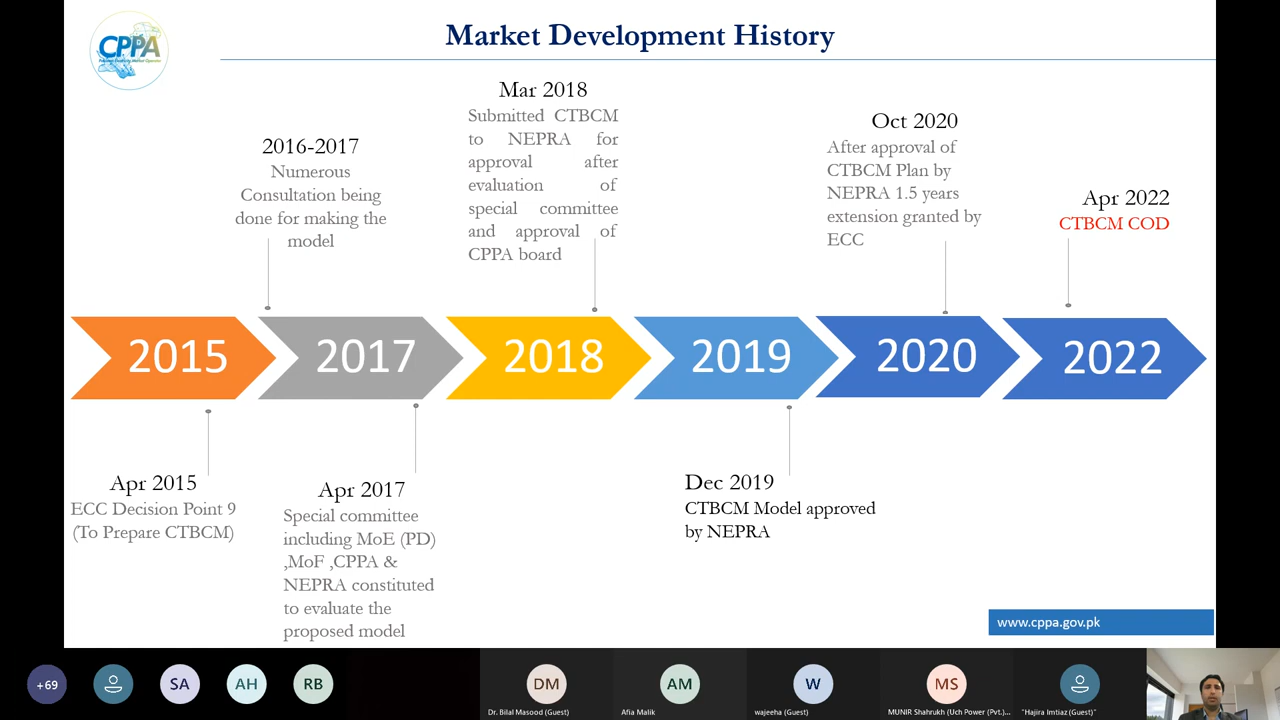 Market Development History
CPPA
Mar 2018
Submitted CTBCM
to NEPRA for
approval after
evaluation of
special committee
and approval of
CPPA board
Oct 2020
After approval of
CTBCM Plan by
NEPRA 1.5 years
extension granted by
ECC
2016-2017
Numerous
Consultation being
done for making the
model
Apr 2022
CTBCM COD
2015
2017
2018
2019
2020
2022
Apr 2015
ECC Decision Point 9
(To Prepare CTBCM)
Apr 2017
Special committee
including MoE (PD)
,MoF ,CPPA &
NEPRA constituted
to evaluate the
proposed model
Dec 2019
CTBCM Model approved
by NEPRA
www.cppa.gov.pk
+69
SA
AH
RB
DM
Dr. Bilal Masood (Guest)
AM
Afia Malik
W
wajeeha (Guest)
MS
MUNIR Shahrukh (Uch Power (Pvt.)...
"Hajira Imtiaz (Guest)"